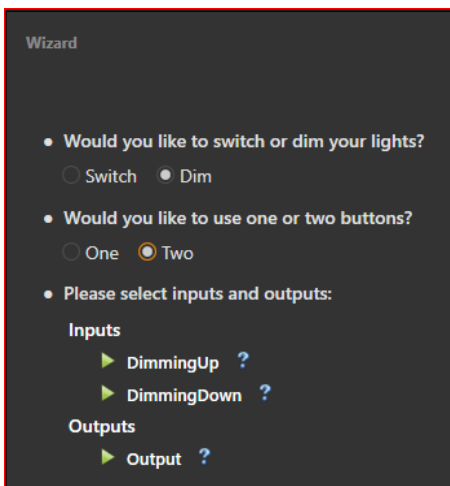 Wizard
Would you like to switch or dim your lights?
Switch Dim
Would you like to use one or two buttons?
One Two
Please select inputs and outputs:
Inputs
DimmingUp ?
DimmingDown ?
Outputs
Output ?